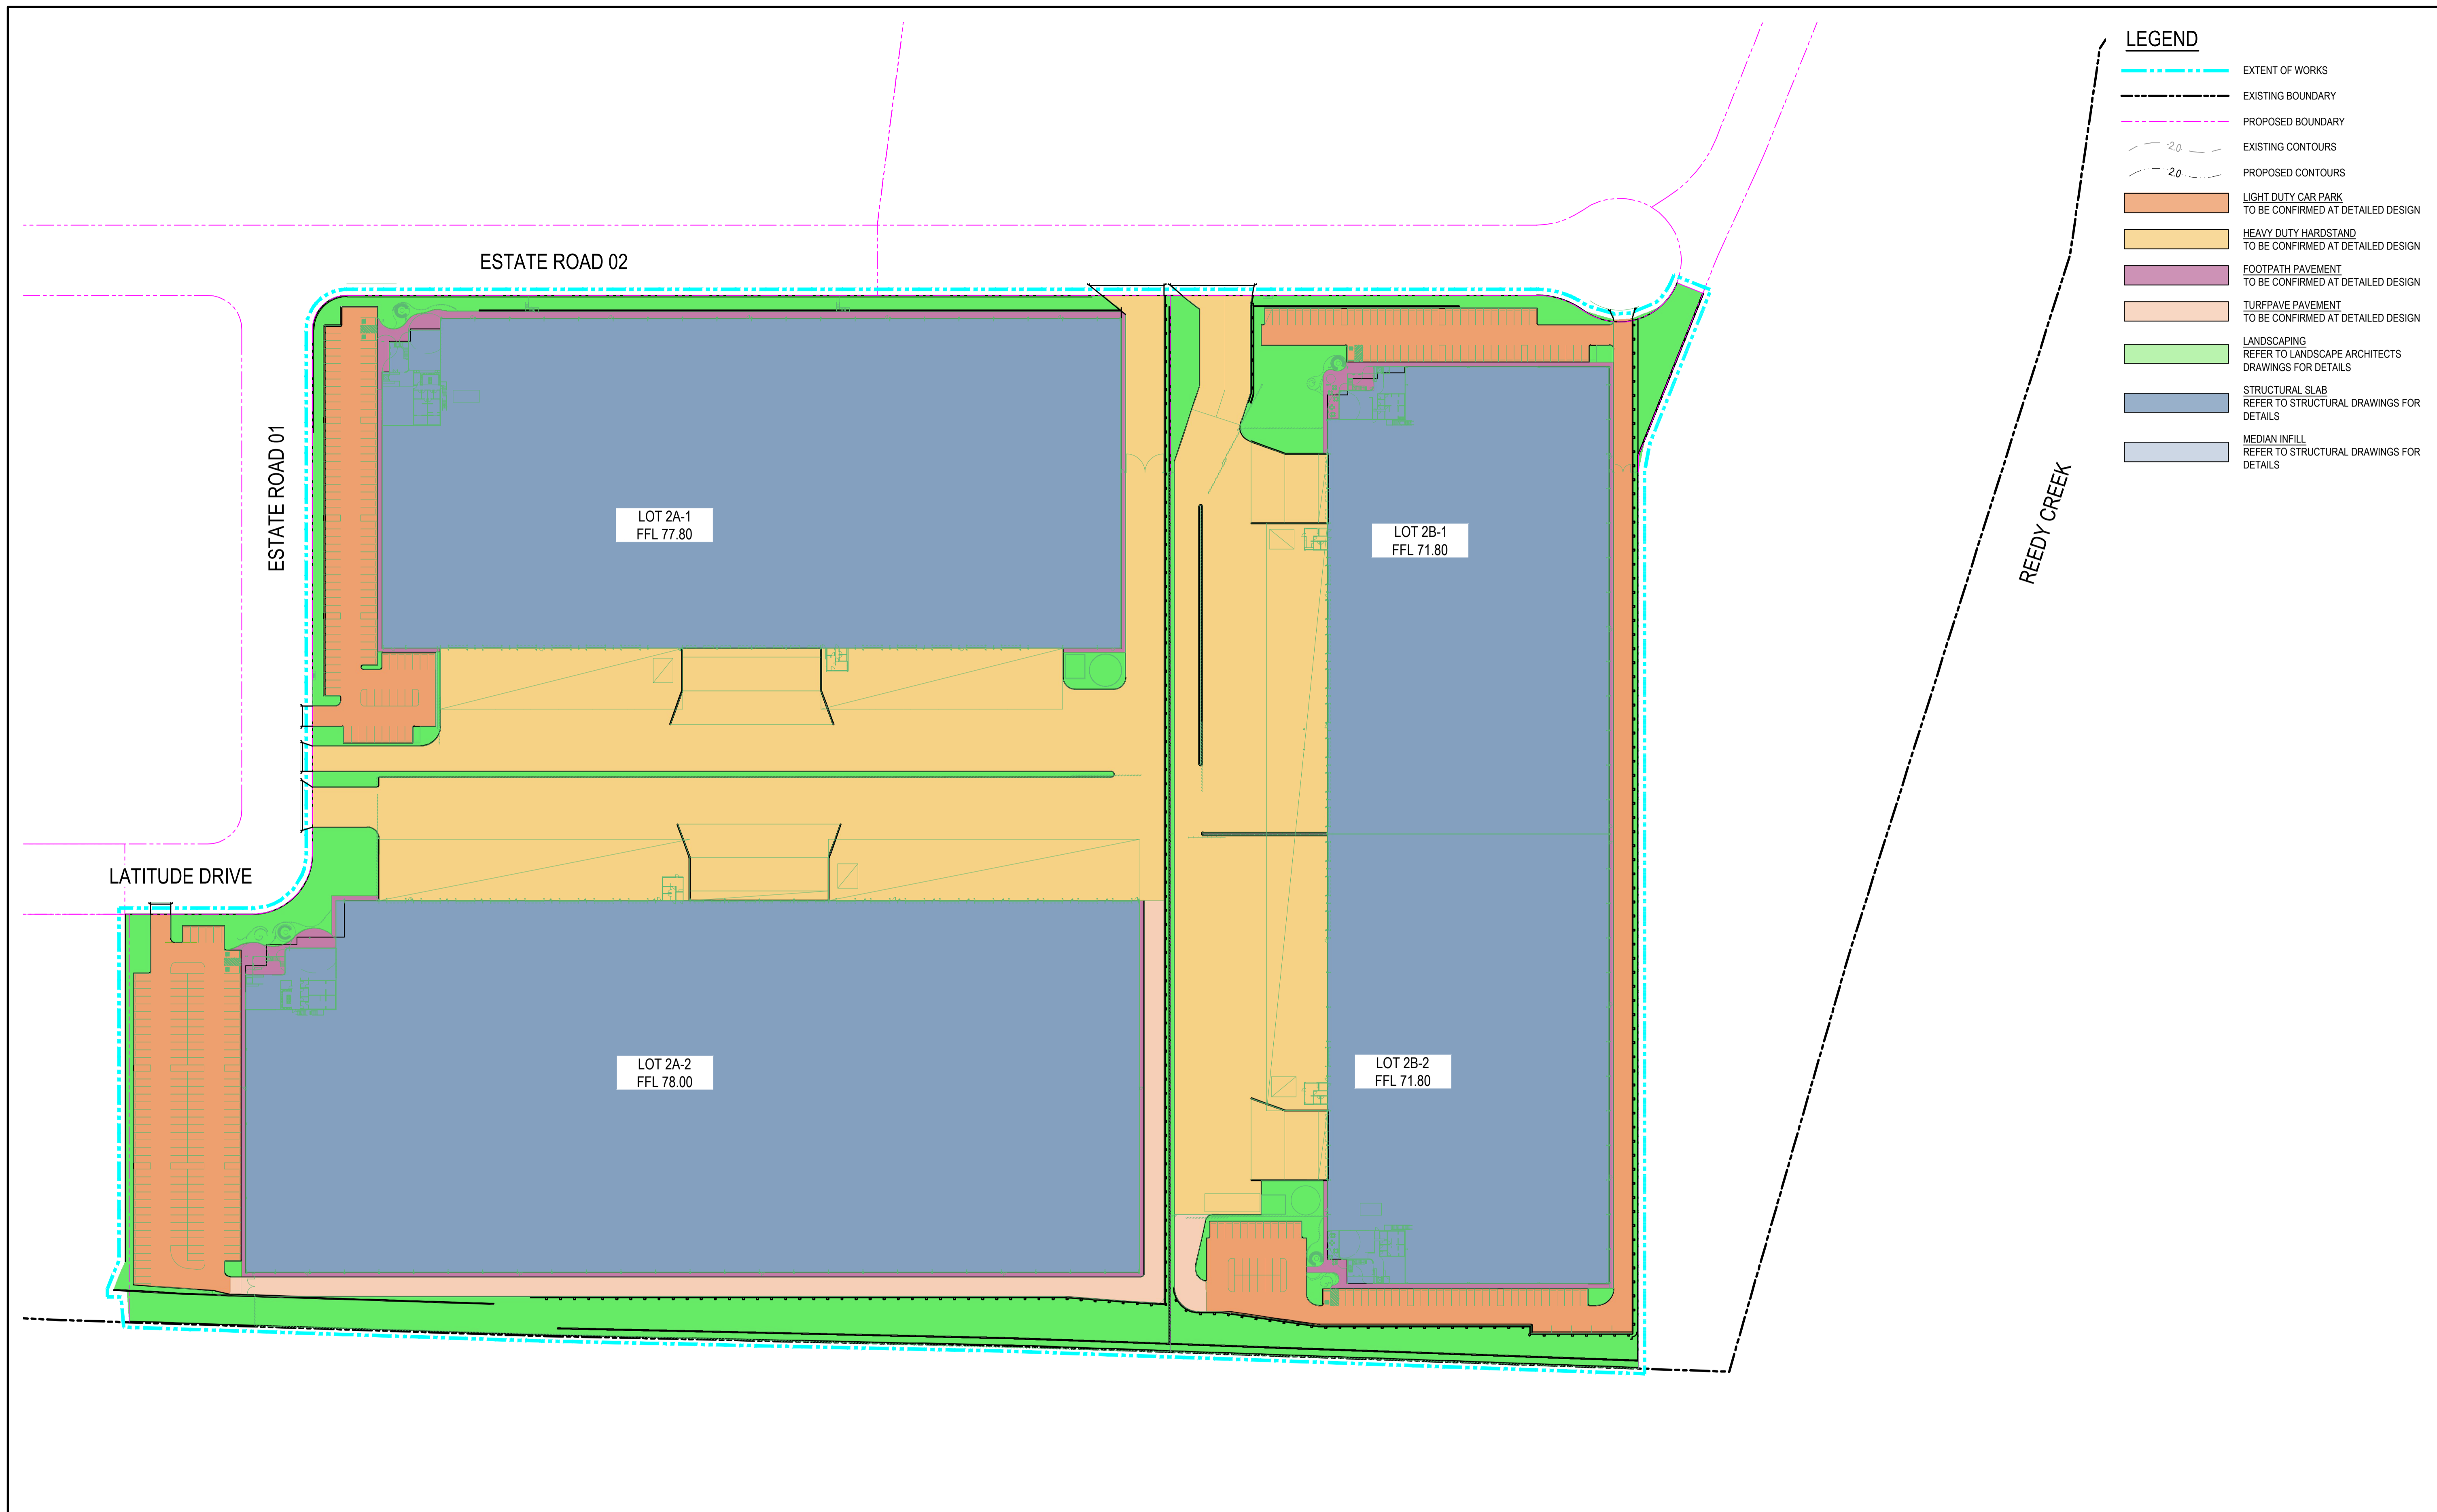 LEGEND
EXTENT OF WORKS
EXISTING BOUNDARY
PROPOSED BOUNDARY
2.0
EXISTING CONTOURS
2.0
PROPOSED CONTOURS
LIGHT DUTY CAR PARK
TO BE CONFIRMED AT DETAILED DESIGN
HEAVY DUTY HARDSTAND
TO BE CONFIRMED AT DETAILED DESIGN
FOOTPATH PAVEMENT
TO BE CONFIRMED AT DETAILED DESIGN
TURFPAVE PAVEMENT
TO BE CONFIRMED AT DETAILED DESIGN
LANDSCAPING
REFER TO LANDSCAPE ARCHITECTS
DRAWINGS FOR DETAILS
STRUCTURAL SLAB
REFER TO STRUCTURAL DRAWINGS FOR
DETAILS
MEDIAN INFILL
REFER TO STRUCTURAL DRAWINGS FOR
DETAILS
ESTATE ROAD 02
ESTATE ROAD 01
LOT 2A-1
FFL 77.80
LOT 2B-1
FFL 71.80
REEDY CREEK
LATITUDE DRIVE
LOT 2A-2
FFL 78.00
LOT 2B-2
FFL 71.80